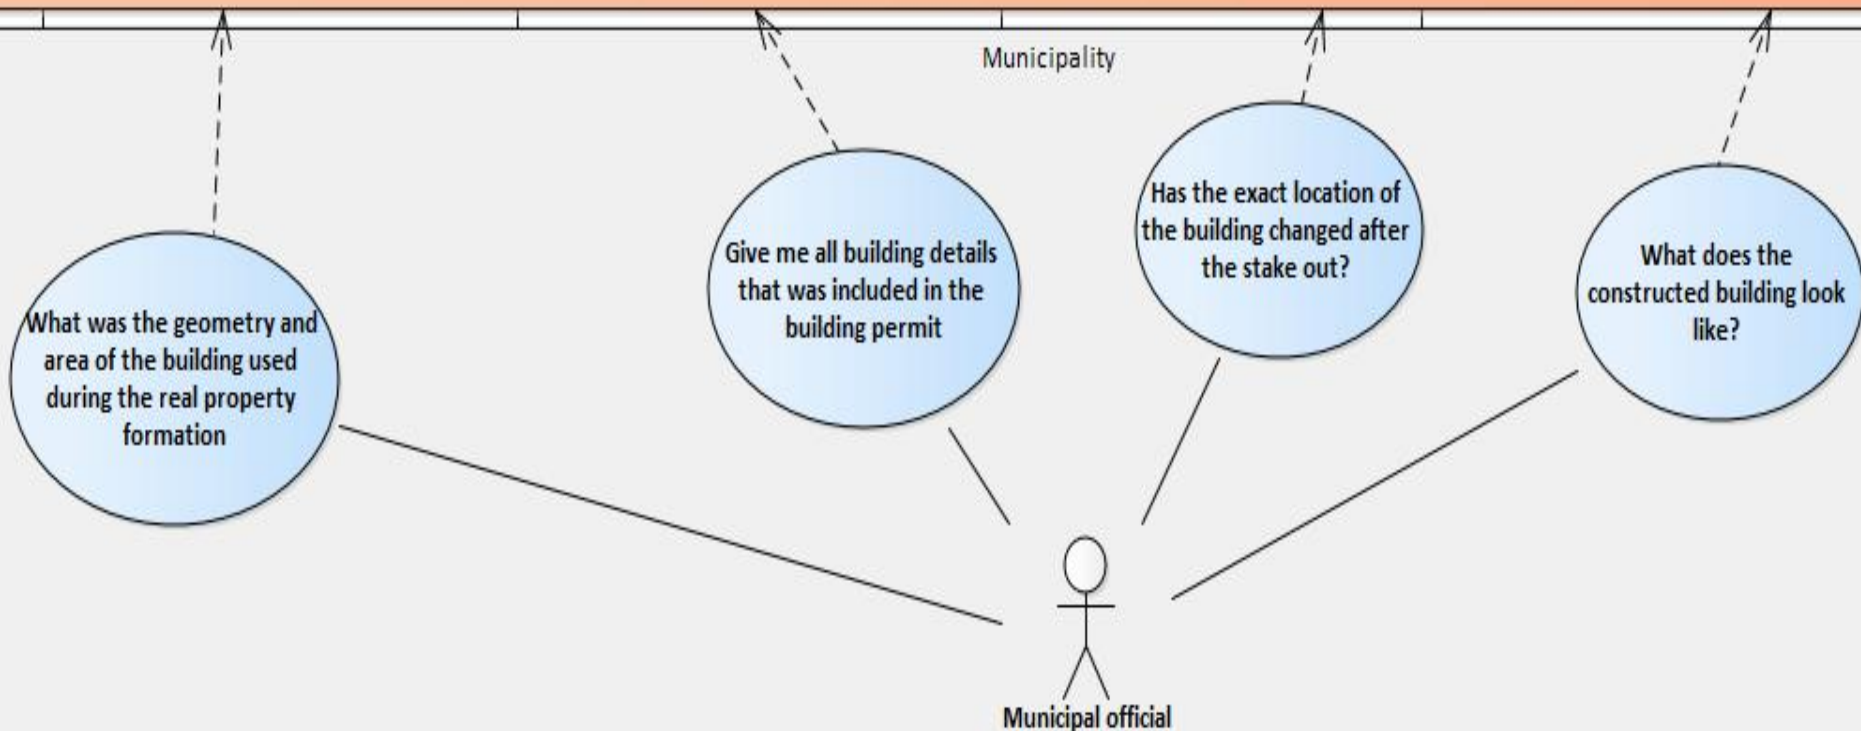 Municipality
What was the geometry and
area of the building used
during the real property
formation
Give me all building details
that was included in the
building permit
Has the exact location of
the building changed after
the stake out?
What does the
constructed building look
like?
Municipal official